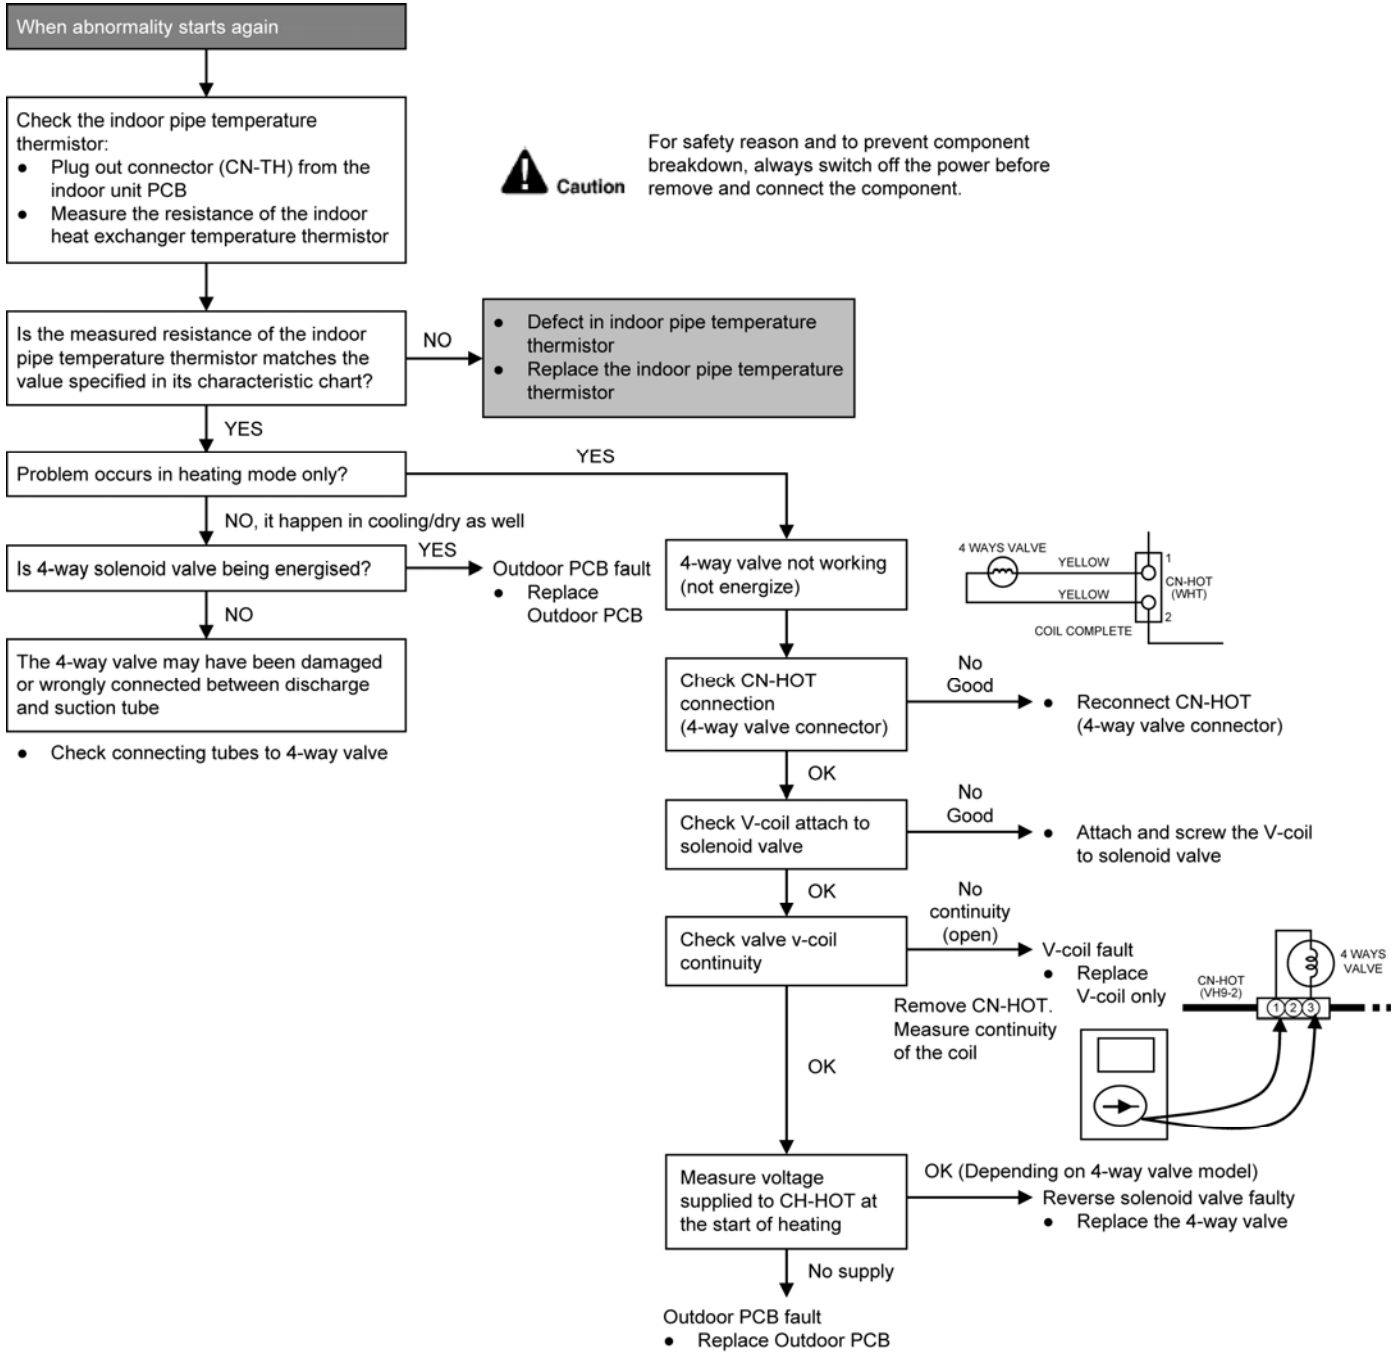 When abnormality starts again
Check the indoor pipe temperature
thermistor:
● Plug out connector (CN-TH) from the
indoor unit PCB
● Measure the resistance of the indoor
heat exchanger temperature thermistor
Caution
For safety reason and to prevent component
breakdown, always switch off the power before
remove and connect the component.
Is the measured resistance of the indoor
pipe temperature thermistor matches the
value specified in its characteristic chart?
NO
● Defect in indoor pipe temperature
thermistor
● Replace the indoor pipe temperature
thermistor
YES
Problem occurs in heating mode only?
YES
NO, it happen in cooling/dry as well
Is 4-way solenoid valve being energised?
YES
Outdoor PCB fault
● Replace
Outdoor PCB
NO
The 4-way valve may have been damaged
or wrongly connected between discharge
and suction tube
● Check connecting tubes to 4-way valve
4-way valve not working
(not energize)
4 WAYS VALVE
YELLOW
YELLOW
1
CN-HOT
(WHT)
2
COIL COMPLETE
Check CN-HOT
connection
(4-way valve connector)
No
Good
● Reconnect CN-HOT
(4-way valve connector)
OK
Check V-coil attach to
solenoid valve
No
Good
● Attach and screw the V-coil
to solenoid valve
OK
Check valve v-coil
continuity
No
continuity
(open)
V-coil fault
● Replace
V-coil only
Remove CN-HOT.
Measure continuity
of the coil
CN-HOT
(VH9-2)
4 WAYS
VALVE
1 2 3
OK
Measure voltage
supplied to CH-HOT at
the start of heating
OK (Depending on 4-way valve model)
Reverse solenoid valve faulty
● Replace the 4-way valve
No supply
Outdoor PCB fault
● Replace Outdoor PCB